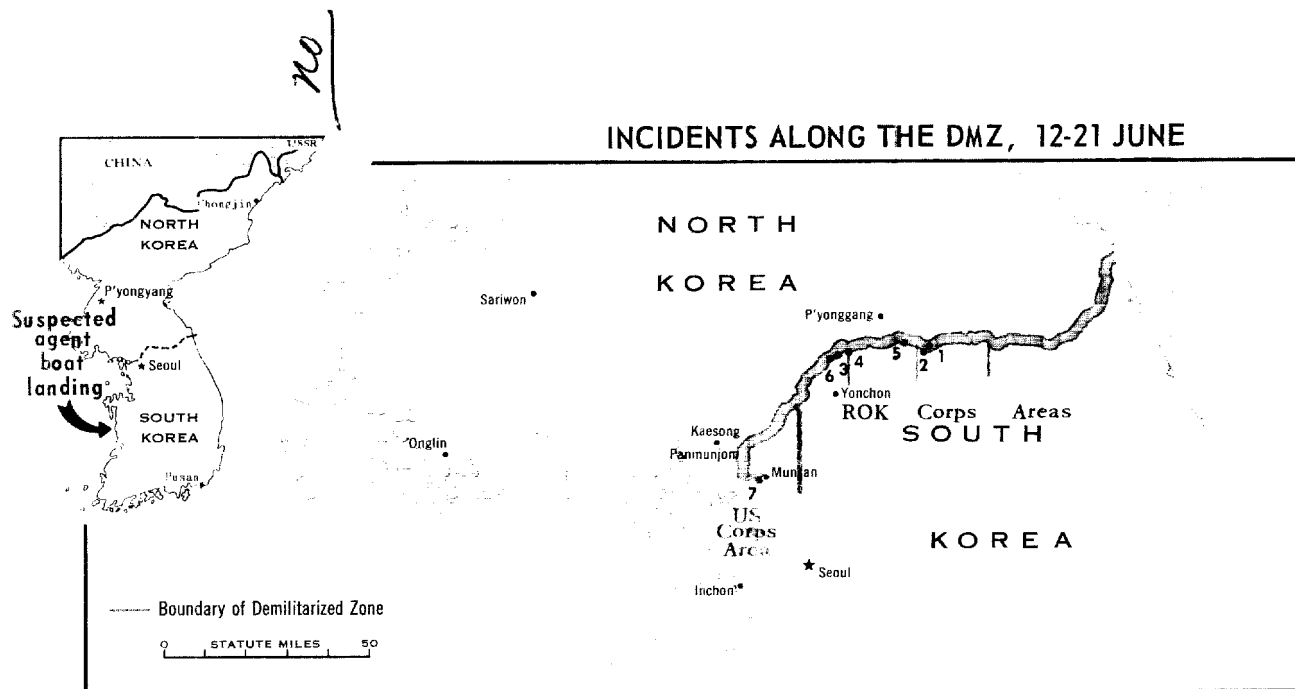 no
INCIDENTS ALONG THE DMZ, 12-21 JUNE
CHINA
USSR
Chongjin
NORTH
KOREA
P'yongyang
Suspected
agent
boat
landing
Seoul
SOUTH
KOREA
Pusan
NORTH
KOREA
Sariwon
P'yonggang
5
1
2
4
3
6
Yonchon
ROK Corps Areas
SOUTH
KOREA
Kaesong
Panmunjom
Onglin
Munsan
7
US
Corps
Area
Seoul
Inchon
Boundary of Demilitarized Zone
0 STATUTE MILES 50